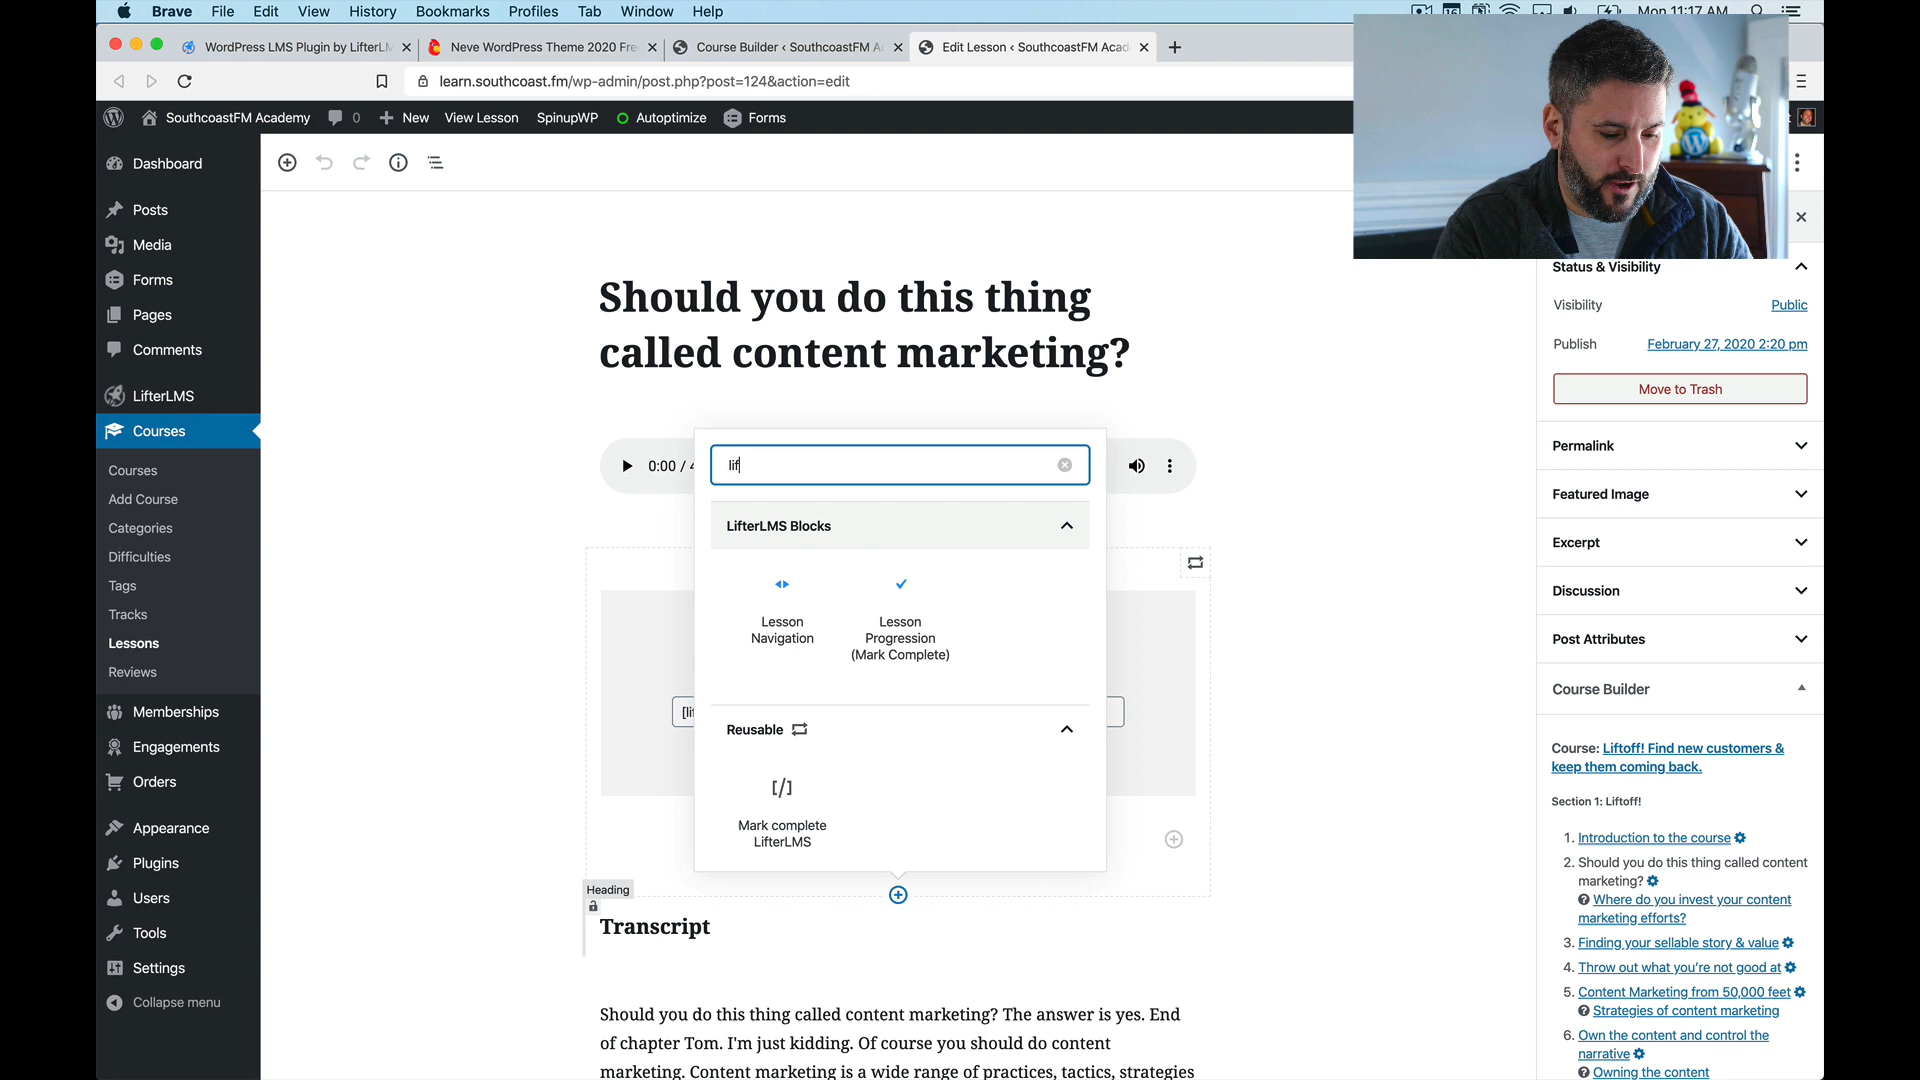 Brave File Edit View History Bookmarks Profiles Tab Window Help
Mon 11:17 AM
WordPress LMS Plugin by LifterLM
Neve WordPress Theme 2020 Fre
Course Builder ‹ SouthcoastFM Ac
Edit Lesson ‹ SouthcoastFM Acad
learn.southcoast.fm/wp-admin/post.php?post=124&action=edit
SouthcoastFM Academy 0 New View Lesson SpinupWP Autoptimize Forms
Dashboard
Posts
Media
Forms
Pages
Comments
LifterLMS
Courses
Courses
Add Course
Categories
Difficulties
Tags
Tracks
Lessons
Reviews
Memberships
Engagements
Orders
Appearance
Plugins
Users
Tools
Settings
Collapse menu
Should you do this thing
called content marketing?
0:00 / 4
lif
LifterLMS Blocks
Lesson
Navigation
Lesson
Progression
(Mark Complete)
[lif
Reusable
[/]
Mark complete
LifterLMS
Heading
Transcript
Should you do this thing called content marketing? The answer is yes. End
of chapter Tom. I'm just kidding. Of course you should do content
marketing. Content marketing is a wide range of practices, tactics, strategies
Status & Visibility
Visibility Public
Publish February 27, 2020 2:20 pm
Move to Trash
Permalink
Featured Image
Excerpt
Discussion
Post Attributes
Course Builder
Course: Liftoff! Find new customers &
keep them coming back.
Section 1: Liftoff!
1. Introduction to the course
2. Should you do this thing called content
marketing?
Where do you invest your content
marketing efforts?
3. Finding your sellable story & value
4. Throw out what you're not good at
5. Content Marketing from 50,000 feet
Strategies of content marketing
6. Own the content and control the
narrative
Owning the content